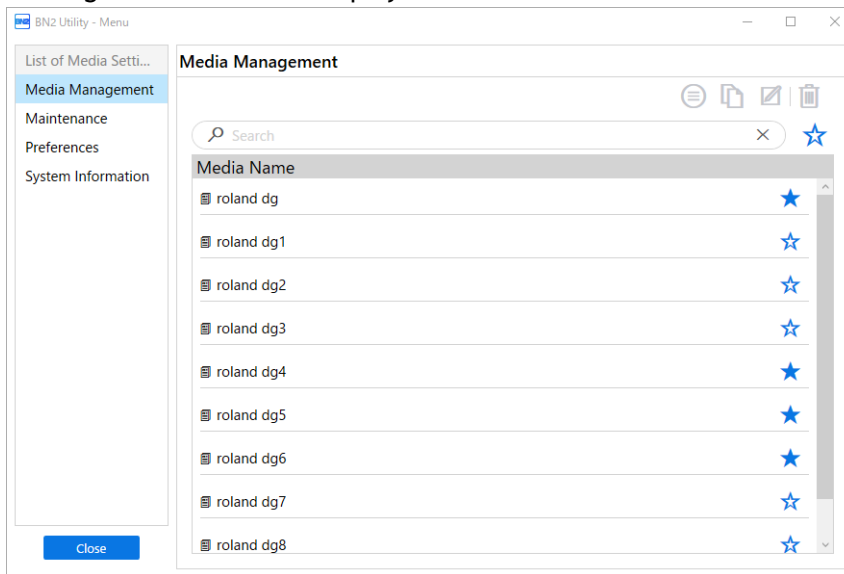 BN2 BN2 Utility - Menu
List of Media Setti...
Media Management
Maintenance
Preferences
System Information
Close
Media Management
Search
Media Name
roland dg
roland dg1
roland dg2
roland dg3
roland dg4
roland dg5
roland dg6
roland dg7
roland dg8